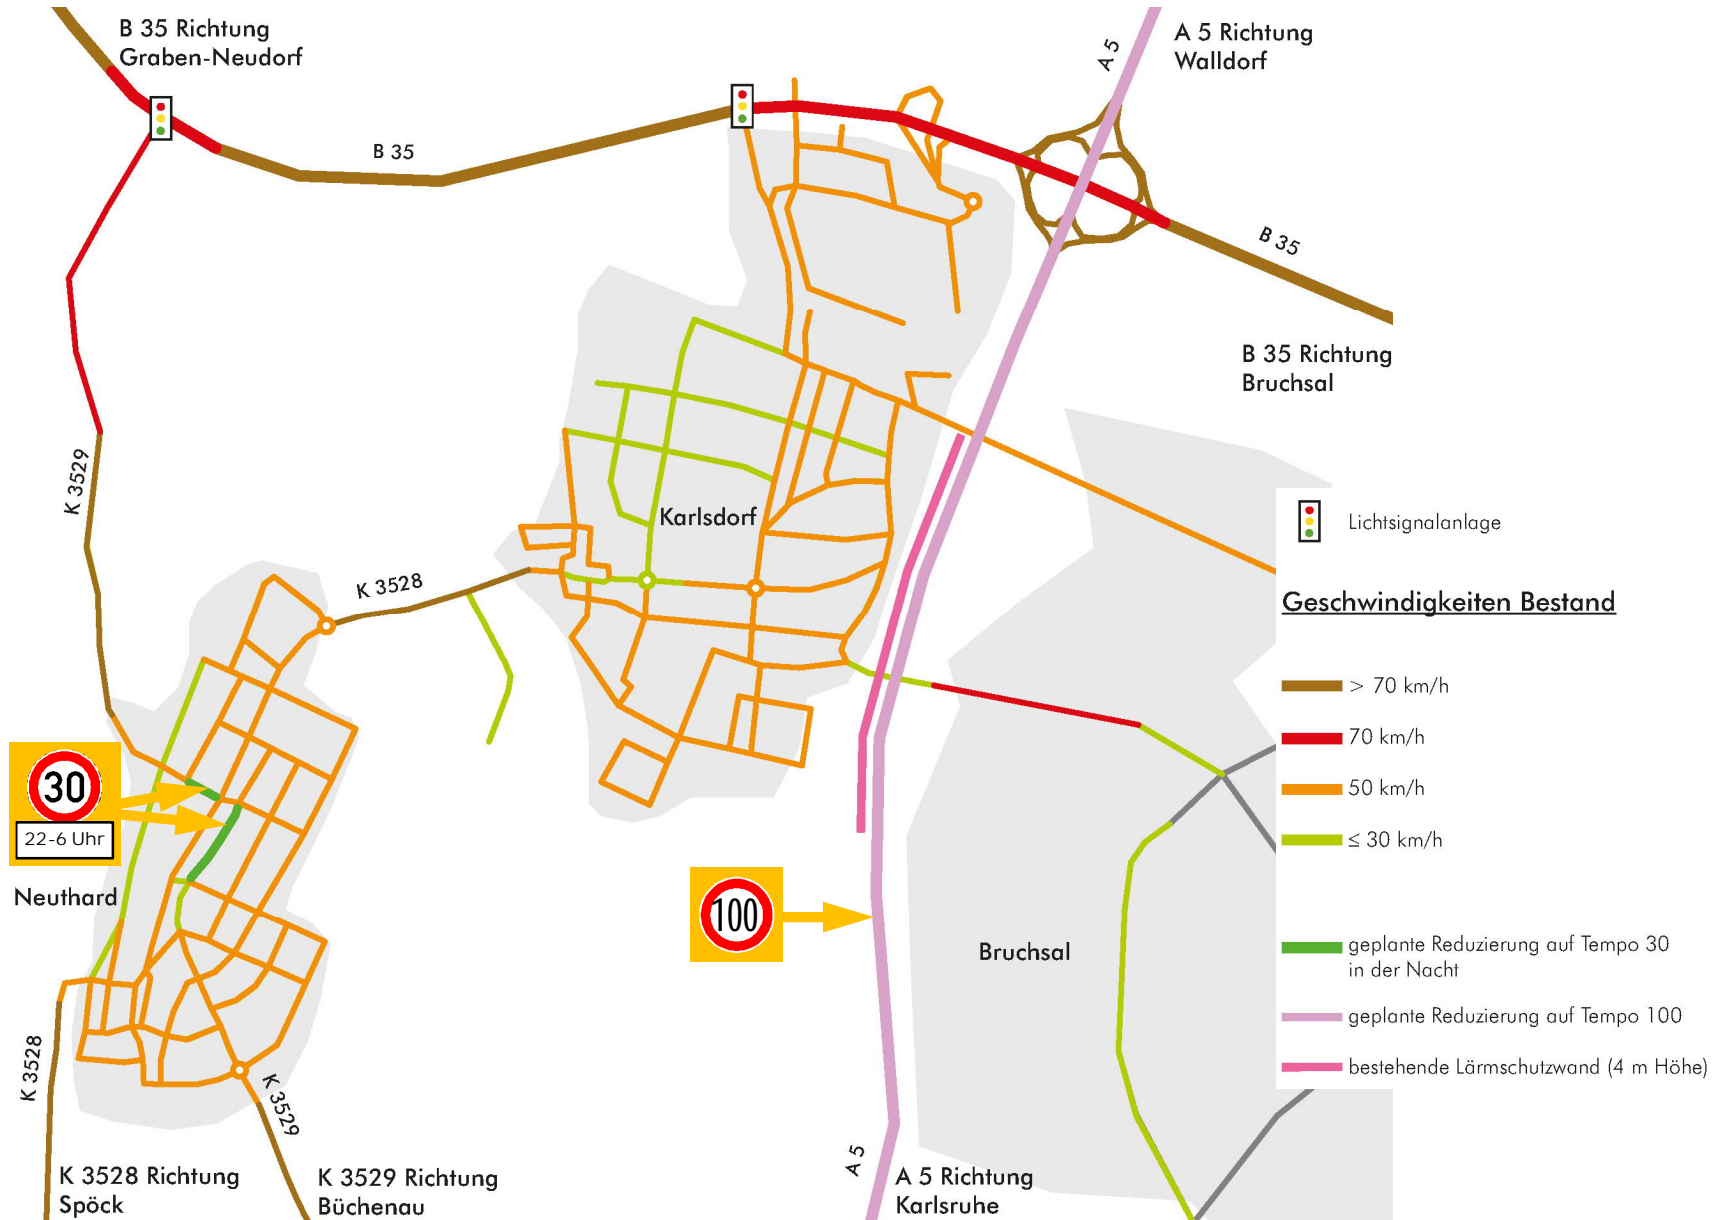 B 35 Richtung
Graben-Neudorf
A 5 Richtung
Walldorf
A 5
B 35
B 35
B 35 Richtung
Bruchsal
K 3529
Karlsdorf
K 3528
30
22-6 Uhr
Neuthard
100
Bruchsal
K 3528
K 3529
A 5
K 3528 Richtung
Spöck
K 3529 Richtung
Büchenau
A 5 Richtung
Karlsruhe
Lichtsignalanlage
Geschwindigkeiten Bestand
> 70 km/h
70 km/h
50 km/h
≤ 30 km/h
geplante Reduzierung auf Tempo 30
in der Nacht
geplante Reduzierung auf Tempo 100
bestehende Lärmschutzwand (4 m Höhe)